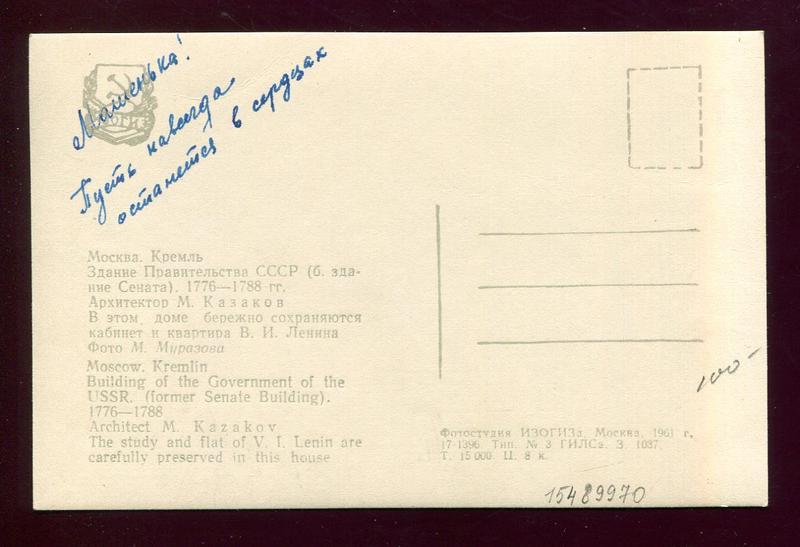 Машенька!
Пусть навсегда
останется в сердцах
ИЗОГИЗ
Москва. Кремль
Здание Правительства СССР (б. зда-
ние Сената). 1776—1788 гг.
Архитектор М. Казаков
В этом доме бережно сохраняются
кабинет и квартира В. И. Ленина
Фото М. Муразова
Moscow. Kremlin
Building of the Government of the
USSR. (former Senate Building).
1776—1788
Architect M. Kazakov
The study and flat of V. I. Lenin are
carefully preserved in this house
100-
Фотостудия ИЗОГИЗа, Москва, 1961 г.
17-1396. Тип. № 3 ГИЛСа. З. 1037.
Т. 15 000 Ц. 8 к.
15489970